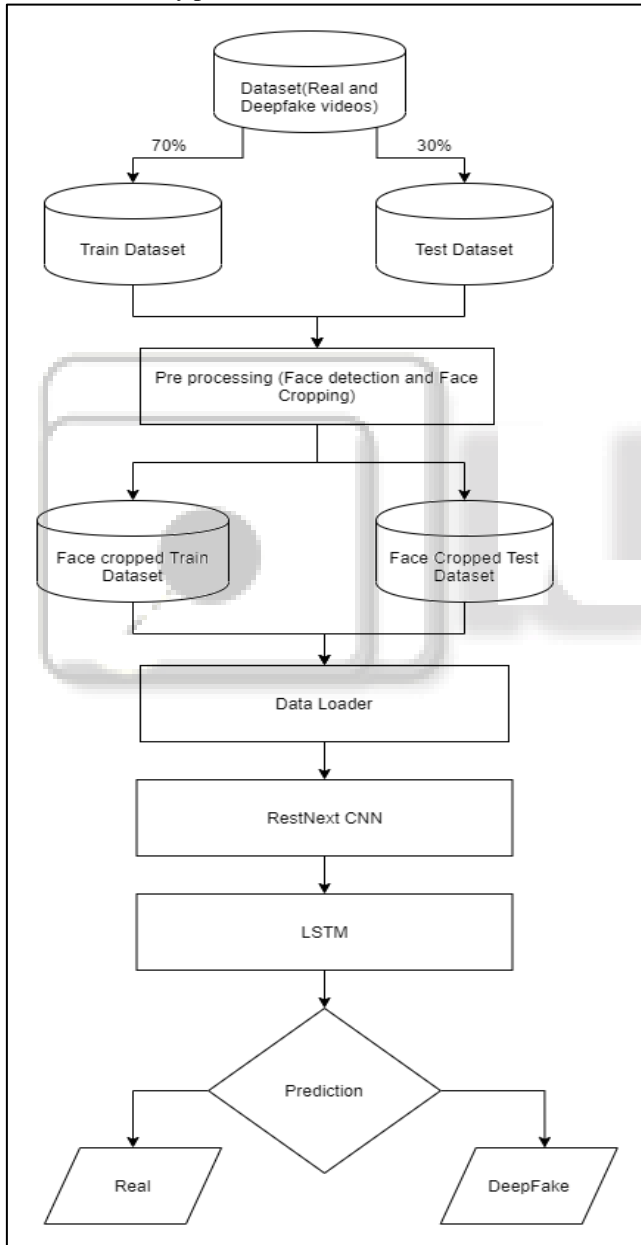 Dataset(Real and
Deepfake videos)
70%
30%
Train Dataset
Test Dataset
Pre processing (Face detection and Face
Cropping)
Face cropped Train
Dataset
Face Cropped Test
Dataset
Data Loader
RestNext CNN
LSTM
Prediction
Real
DeepFake